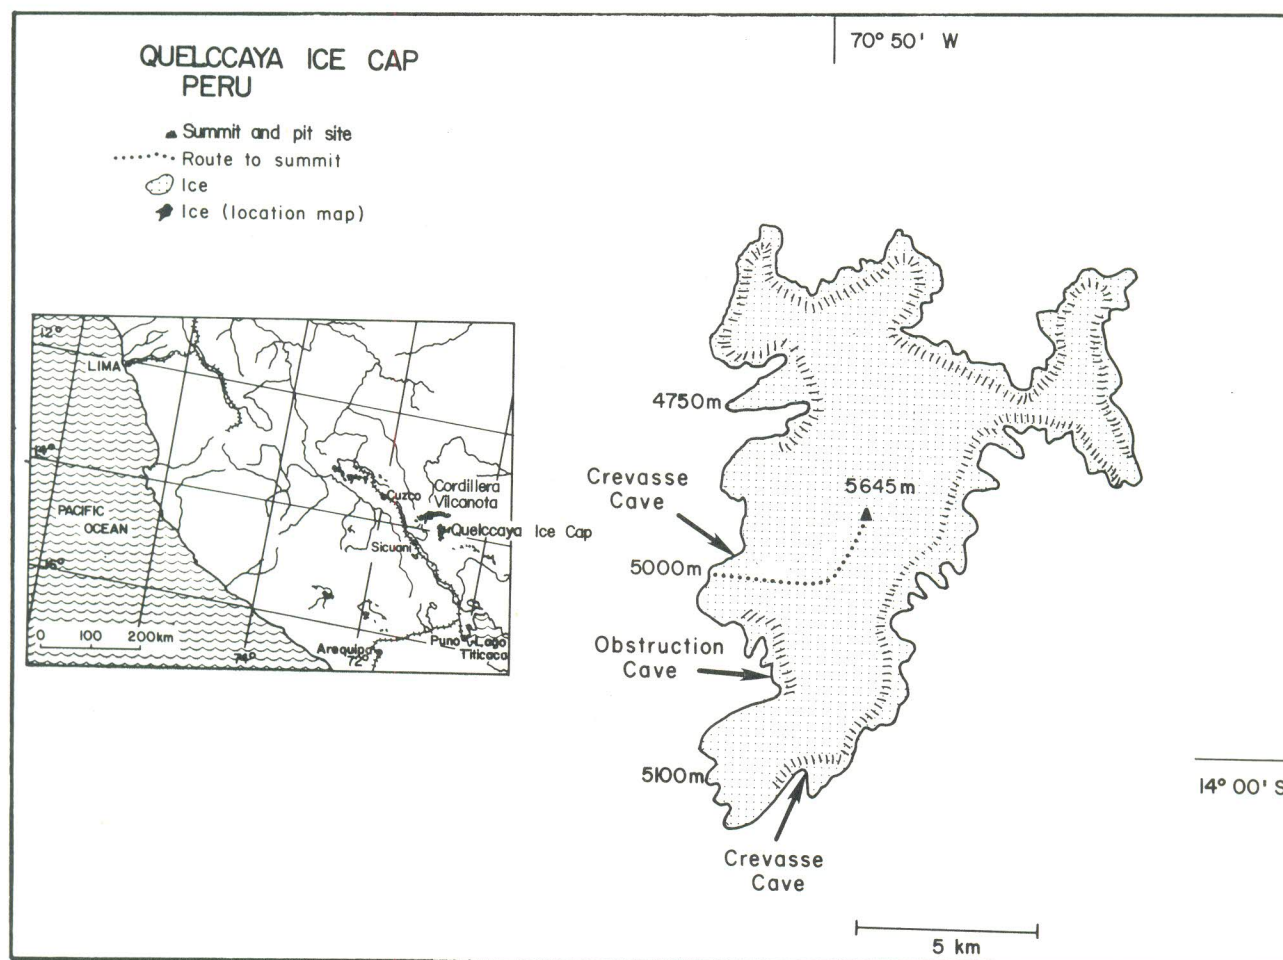 QUELCCAYA ICE CAP
PERU
Summit and pit site
Route to summit
Ice
Ice (location map)
70° 50' W
12°
LIMA
14°
PACIFIC
OCEAN
16°
0 100 200km
74°
72°
Cuzco
Cordillera
Vilcanota
Quelccaya Ice Cap
Sicuani
Arequipa
Puno
Lago
Titicaca
4750m
Crevasse
Cave
5645m
5000m
Obstruction
Cave
5100m
Crevasse
Cave
14° 00' S
5 km